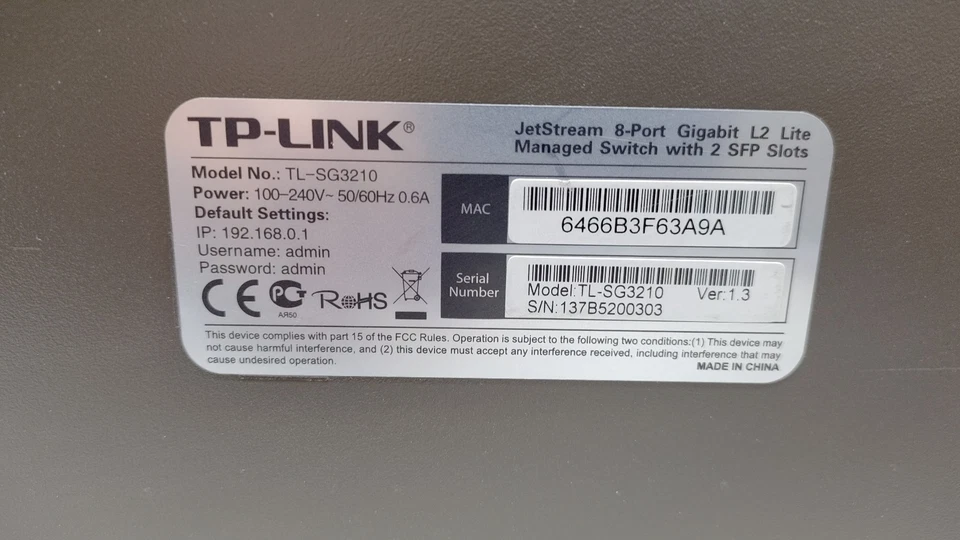 TP-LINK®
JetStream 8-Port Gigabit L2 Lite
Managed Switch with 2 SFP Slots
Model No.: TL-SG3210
Power: 100-240V~ 50/60Hz 0.6A
Default Settings:
IP: 192.168.0.1
Username: admin
Password: admin
MAC
6466B3F63A9A
Serial
Number
Model:TL-SG3210 Ver:1.3
S/N:137B5200303
CE
РСТ
АЯ50
RoHS
This device complies with part 15 of the FCC Rules. Operation is subject to the following two conditions:(1) This device may
not cause harmful interference, and (2) this device must accept any interference received, including interference that may
cause undesired operation.
MADE IN CHINA